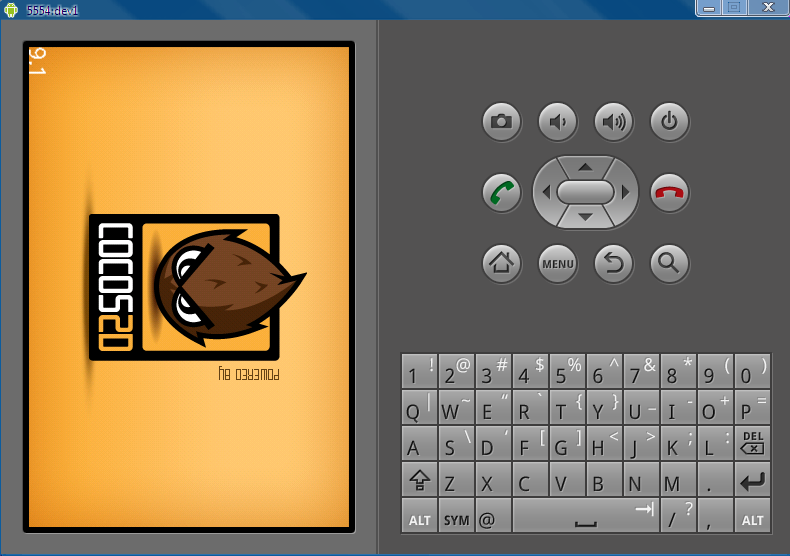 5554:dev1
9.1
COCOS2D
POWERED BY
MENU
1 ! 2 @ 3 # 4 $ 5 % 6 ^ 7 & 8 * 9 ( 0 )
Q | W ~ E “ R ` T { Y } U _ I - O + P =
A S \ D ‘ F [ G ] H < J > K ; L : DEL
Z X C V B N M .
ALT SYM @ / ? , ALT